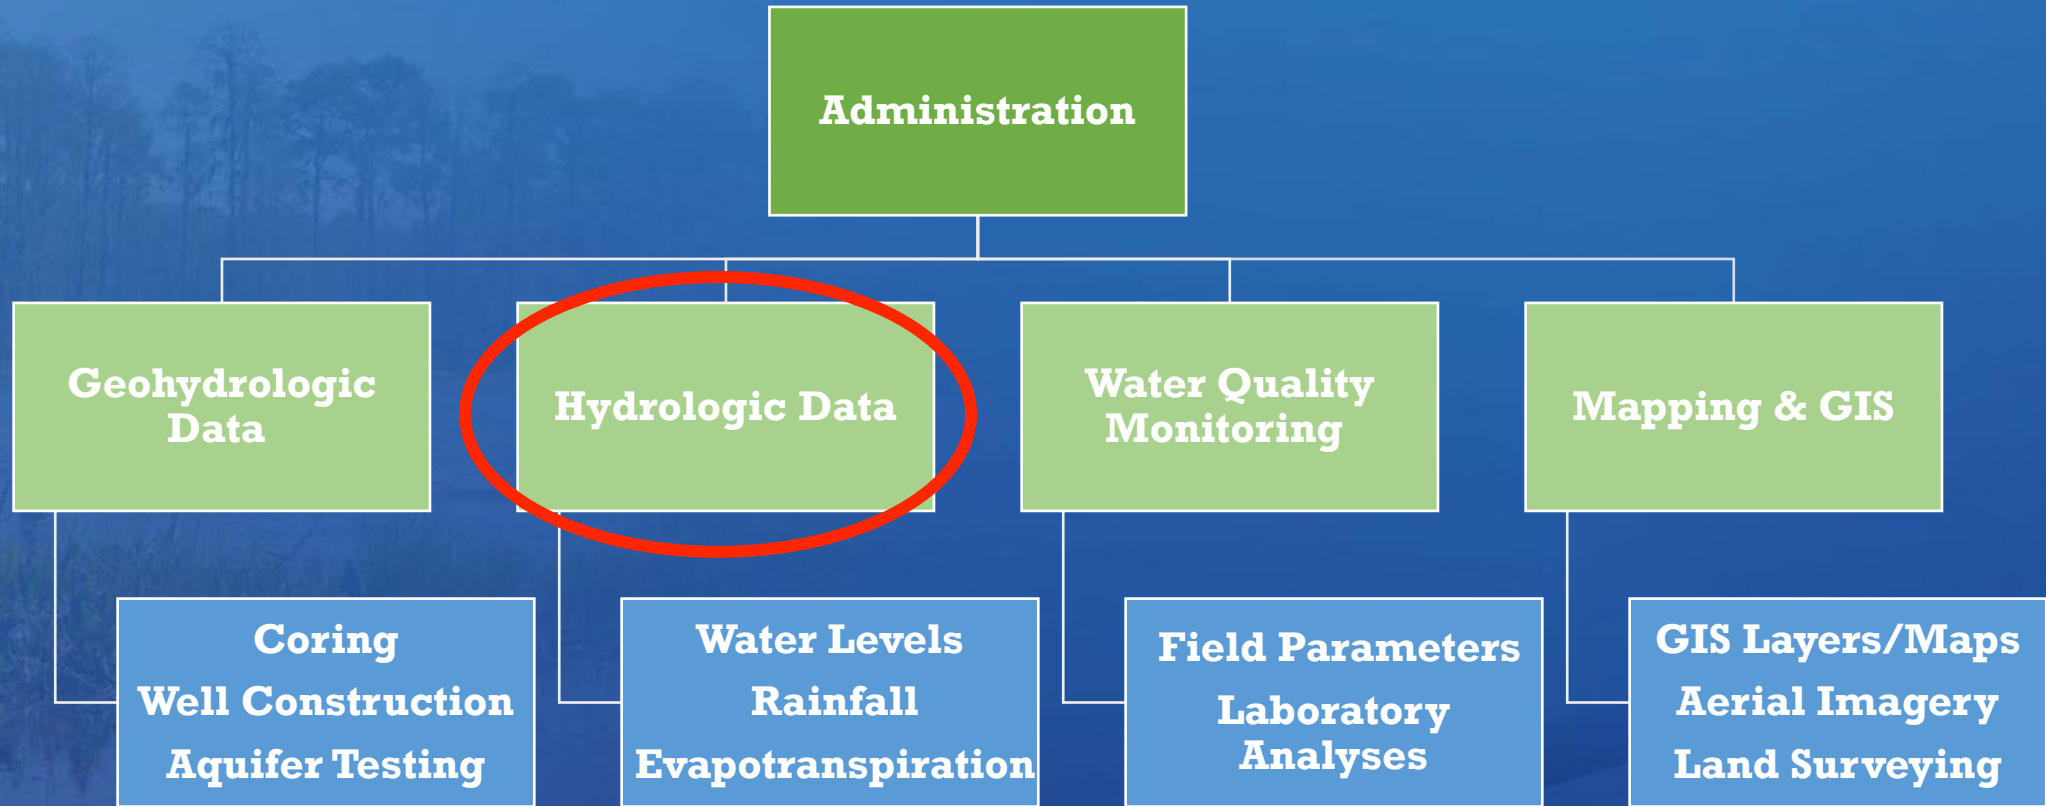 Administration
Geohydrologic
Data
Hydrologic Data
Water Quality
Monitoring
Mapping & GIS
Coring
Well Construction
Aquifer Testing
Water Levels
Rainfall
Evapotranspiration
Field Parameters
Laboratory
Analyses
GIS Layers/Maps
Aerial Imagery
Land Surveying